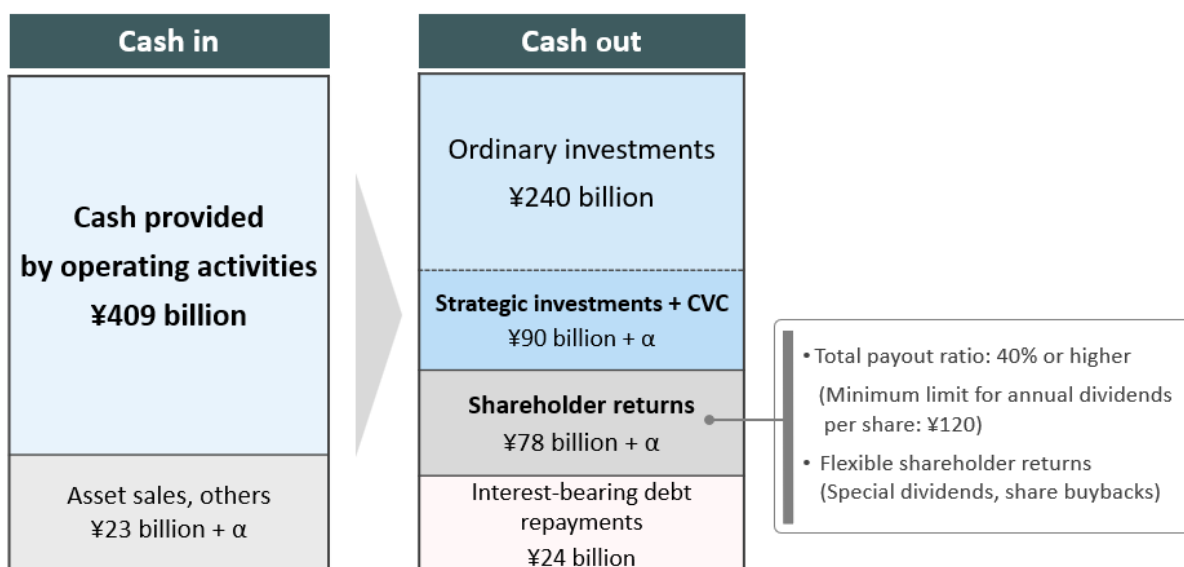 Cash in
Cash provided
by operating activities
¥409 billion
Asset sales, others
¥23 billion + α
Cash out
Ordinary investments
¥240 billion
Strategic investments + CVC
¥90 billion + α
Shareholder returns
¥78 billion + α
Interest-bearing debt
repayments
¥24 billion
• Total payout ratio: 40% or higher
(Minimum limit for annual dividends
per share: ¥120)
• Flexible shareholder returns
(Special dividends, share buybacks)